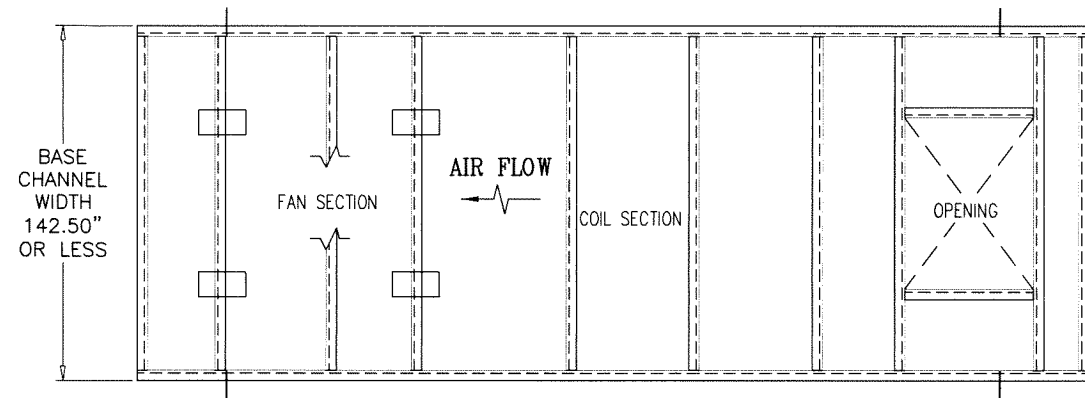 BASE
CHANNEL
WIDTH
142.50"
OR LESS
FAN SECTION
AIR FLOW
COIL SECTION
OPENING